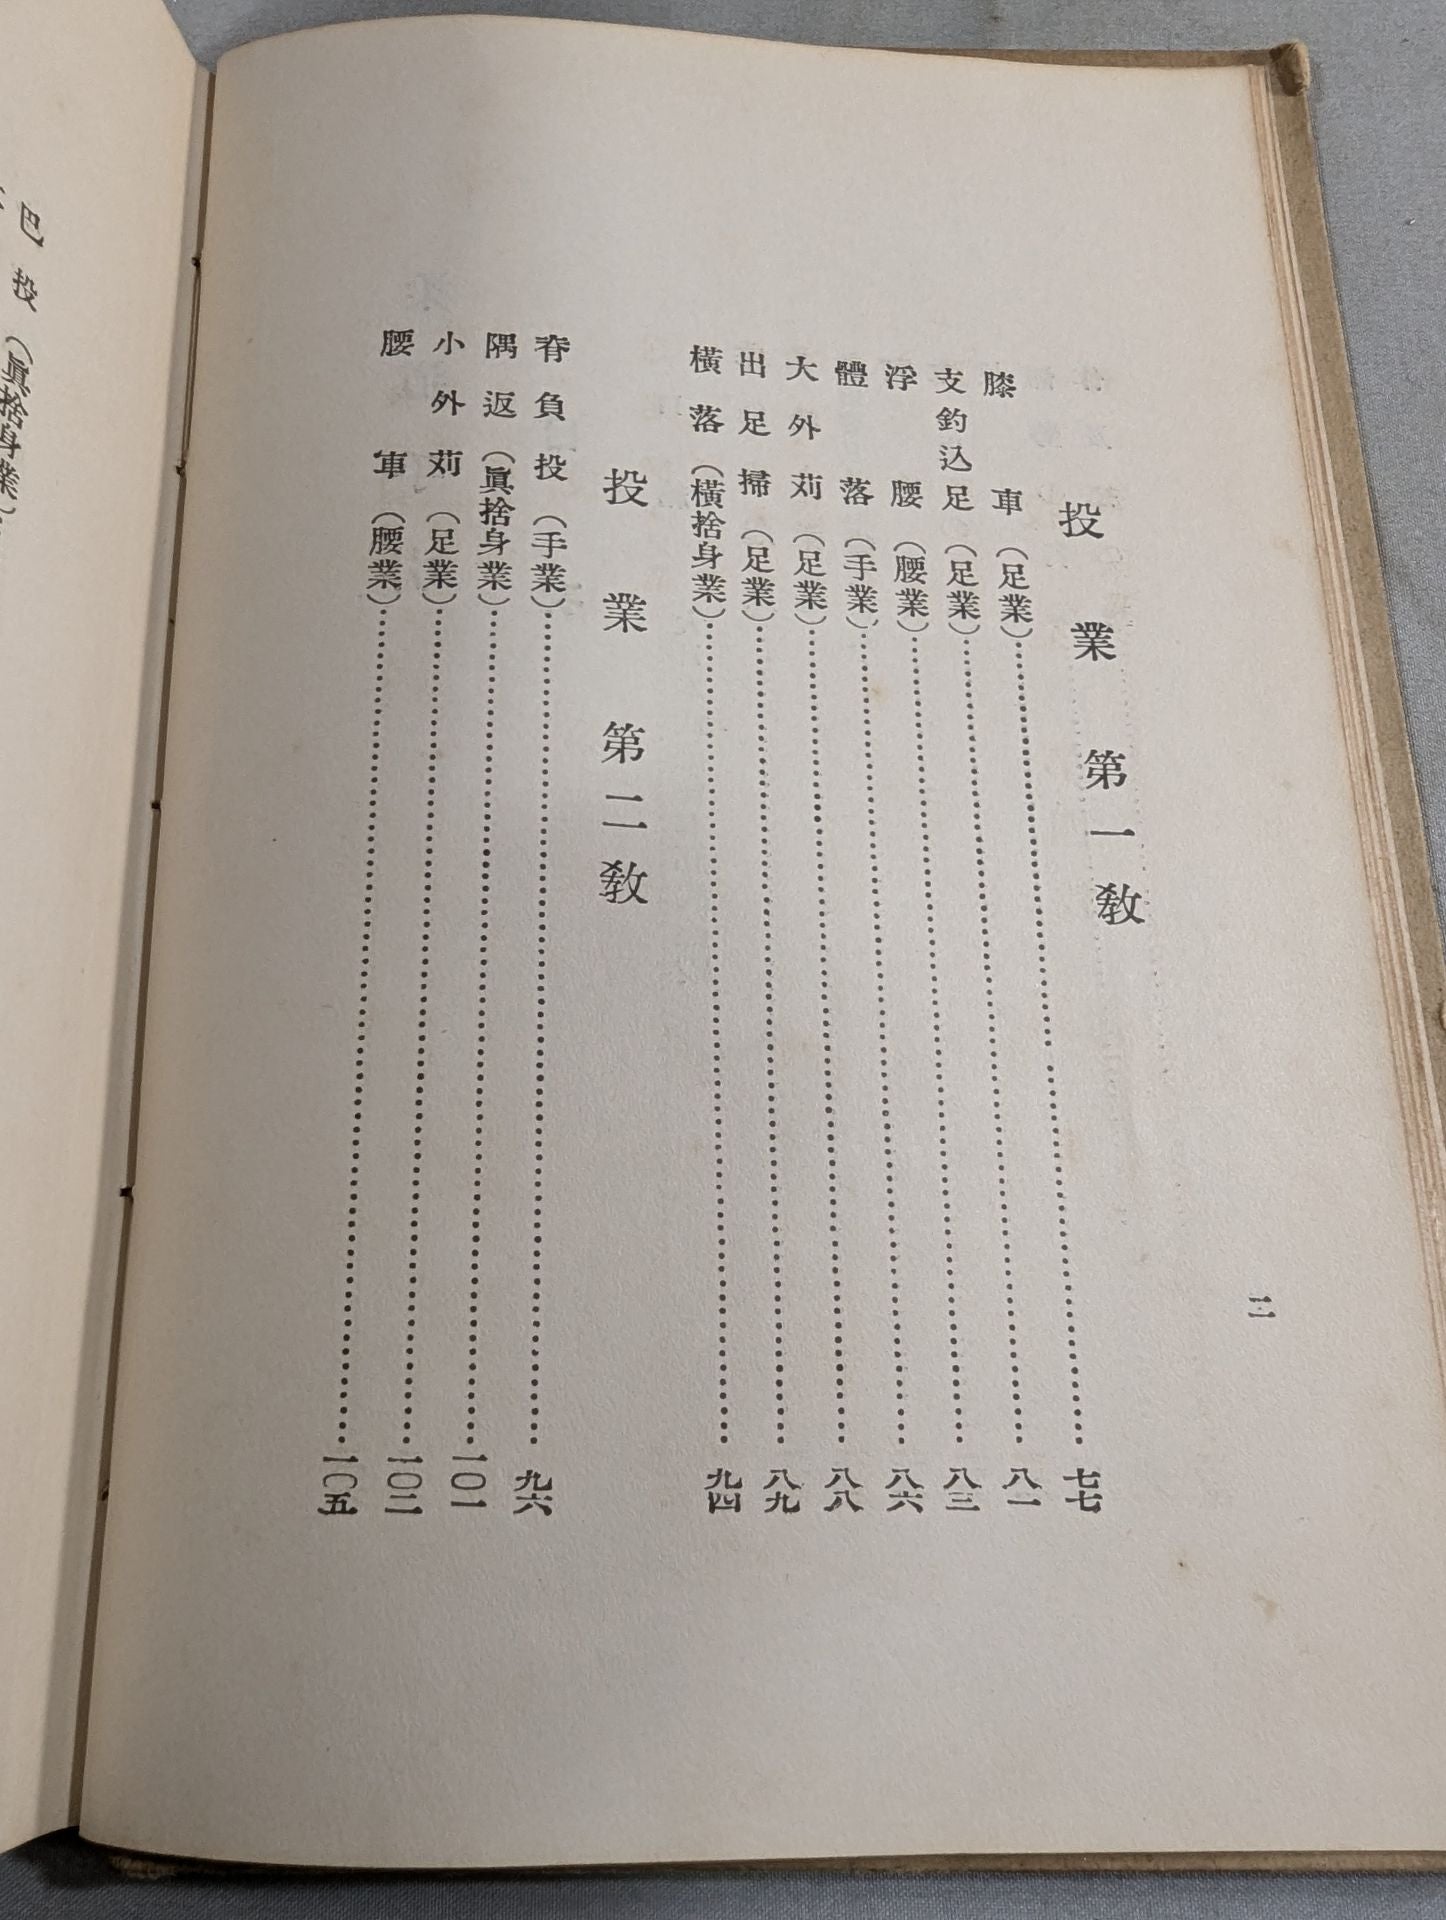 二
投業第一教
膝車(足業)……七七
支釣込足(足業)……八一
浮腰(腰業)……八三
體落(手業)……八六
大外苅(足業)……八八
出足掃(足業)……八九
橫落(橫捨身業)……九四
投業第二教
脊負投(手業)……九六
隅返(眞捨身業)……一〇一
小外苅(足業)……一〇二
腰車(腰業)……一〇五
巴投(眞捨身業)